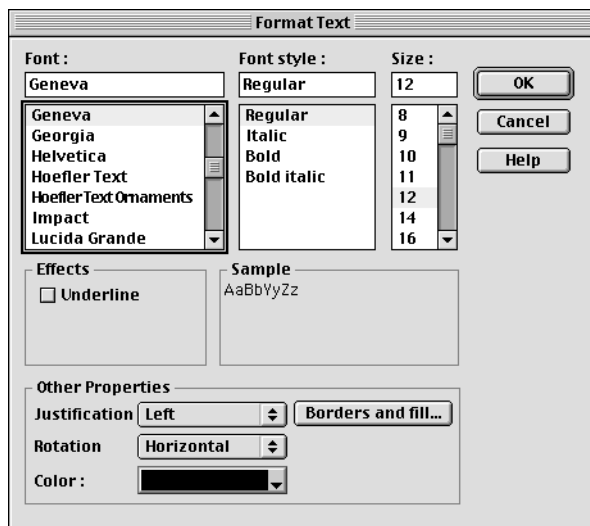 Format Text
Font :
Font style :
Size :
Geneva
Regular
12
OK
Cancel
Help
Geneva
Georgia
Helvetica
Hoefler Text
Hoefler Text Ornaments
Impact
Lucida Grande
Regular
Italic
Bold
Bold italic
8
9
10
11
12
14
16
Effects
Underline
Sample
AaBbYyZz
Other Properties
Justification Left
Borders and fill...
Rotation Horizontal
Color :